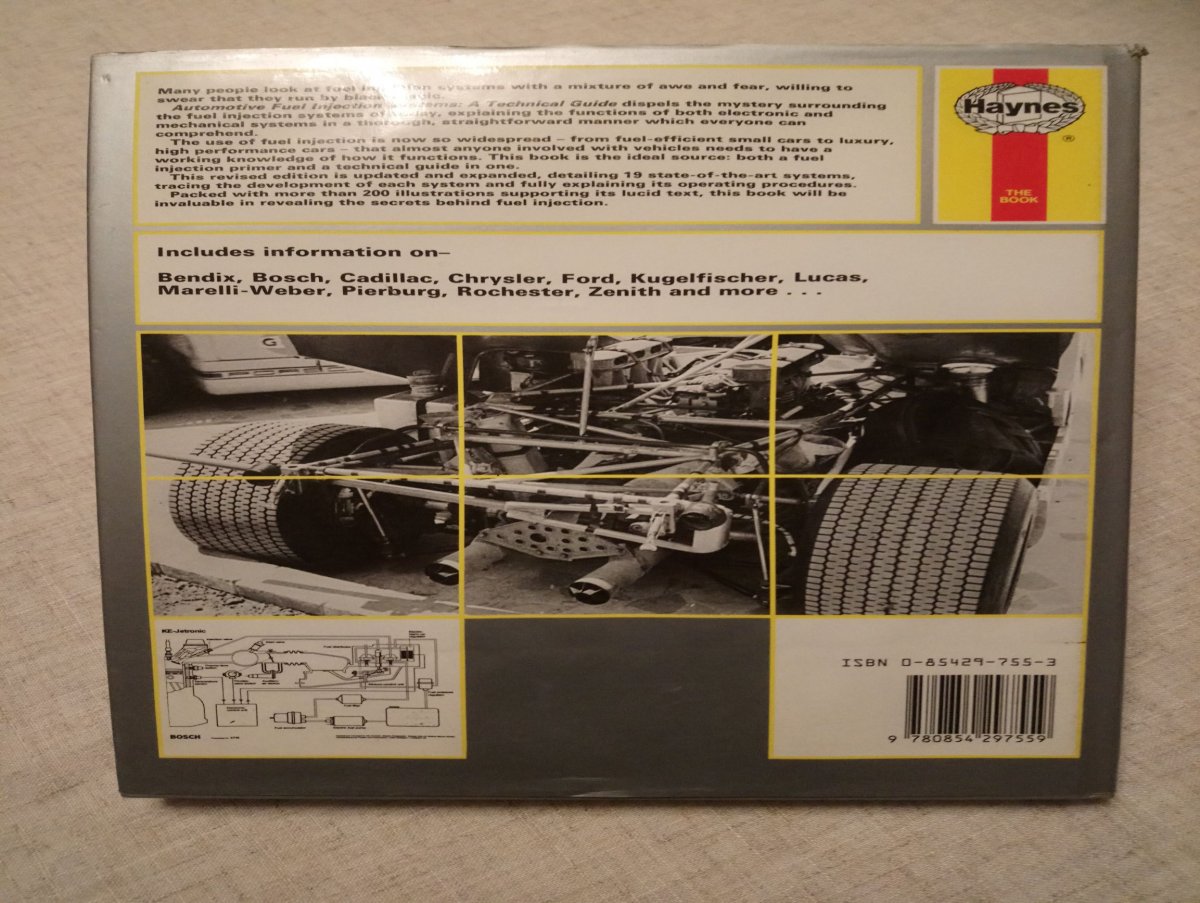 Many people look at fuel injection systems with a mixture of awe and fear, willing to
swear that they run by black magic.
Automotive Fuel Injection Systems: A Technical Guide dispels the mystery surrounding
the fuel injection systems of today, explaining the functions of both electronic and
mechanical systems in a thorough, straightforward manner which everyone can
comprehend.
The use of fuel injection is now so widespread – from fuel-efficient small cars to luxury,
high performance cars – that almost anyone involved with vehicles needs to have a
working knowledge of how it functions. This book is the ideal source: both a fuel
injection primer and a technical guide in one.
This revised edition is updated and expanded, detailing 19 state-of-the-art systems,
tracing the development of each system and fully explaining its operating procedures.
Packed with more than 200 illustrations supporting its lucid text, this book will be
invaluable in revealing the secrets behind fuel injection.
Haynes
®
THE
BOOK
Includes information on–
Bendix, Bosch, Cadillac, Chrysler, Ford, Kugelfischer, Lucas,
Marelli-Weber, Pierburg, Rochester, Zenith and more . . .
G
KE-Jetronic
Fuel distributor
Fuel filter
Fuel accumulator
Electric fuel pump
BOSCH
ISBN 0-85429-755-3
9 780854 297559